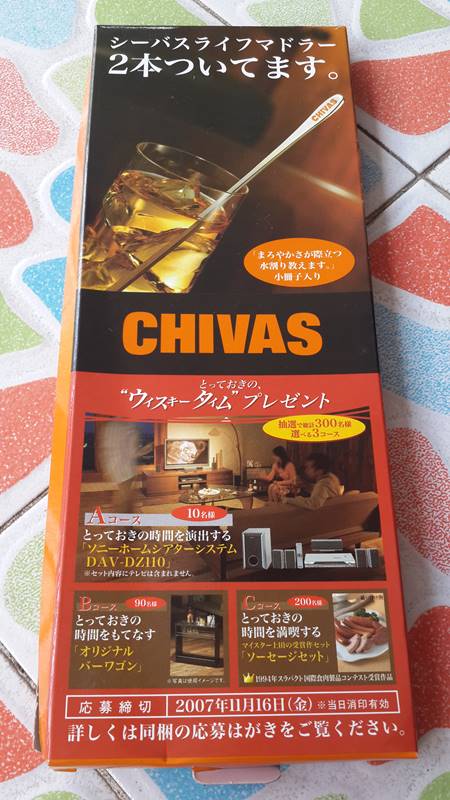 シーバスライフマドラー
2本ついてます。
CHIVAS
「まろやかさが際立つ
水割り教えます。」
小冊子入り
CHIVAS
とっておきの、
“ウィスキータイム”プレゼント
抽選で総計300名様
選べる3コース
Aコース 10名様
とっておきの時間を演出する
「ソニーホームシアターシステム
DAV-DZ110」
※セット内容にテレビは含まれません
Bコース 90名様
とっておきの
時間をもてなす
「オリジナル
バーワゴン」
※写真は使用イメージです。
Cコース 200名様
とっておきの
時間を満喫する
マイスター上田の受賞作セット
「ソーセージセット」
1994年スラバクト国際食肉製品コンテスト受賞作品
応募締切 2007年11月16日(金) ※当日消印有効
詳しくは同梱の応募はがきをご覧ください。